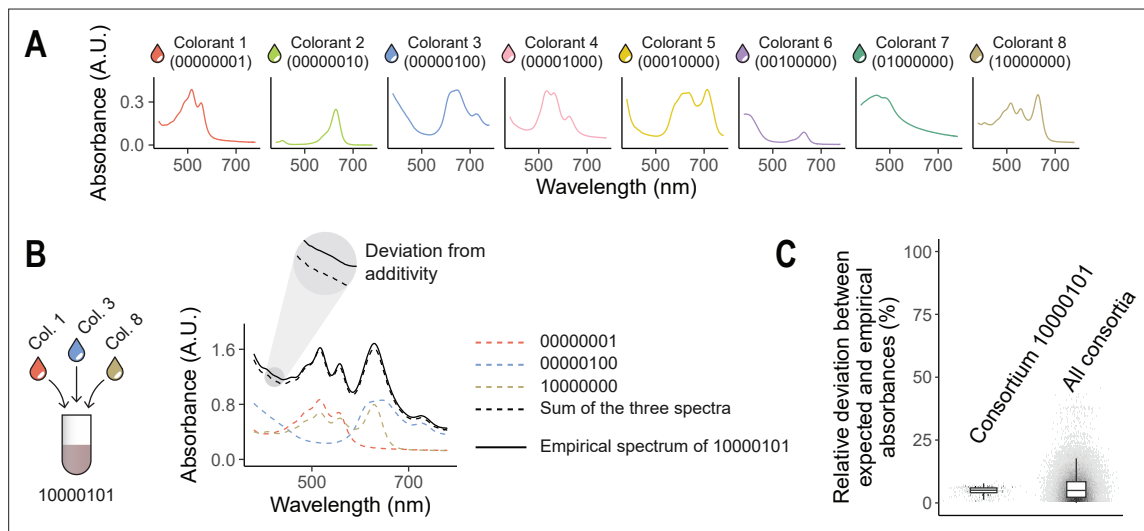 A
Colorant 1
(00000001)
Colorant 2
(00000010)
Colorant 3
(00000100)
Colorant 4
(00001000)
Colorant 5
(00010000)
Colorant 6
(00100000)
Colorant 7
(01000000)
Colorant 8
(10000000)
Absorbance (A.U.)
0.3
0.0
500 700 500 700 500 700 500 700 500 700 500 700 500 700 500 700
Wavelength (nm)
B
Col. 1
Col. 3
Col. 8
10000101
Deviation from
additivity
Absorbance (A.U.)
1.6
0.8
0.0
500 700
Wavelength (nm)
00000001
00000100
10000000
Sum of the three spectra
Empirical spectrum of 10000101
C
Relative deviation between
expected and empirical
absorbances (%)
100
75
50
25
0
Consortium 10000101
All consortia